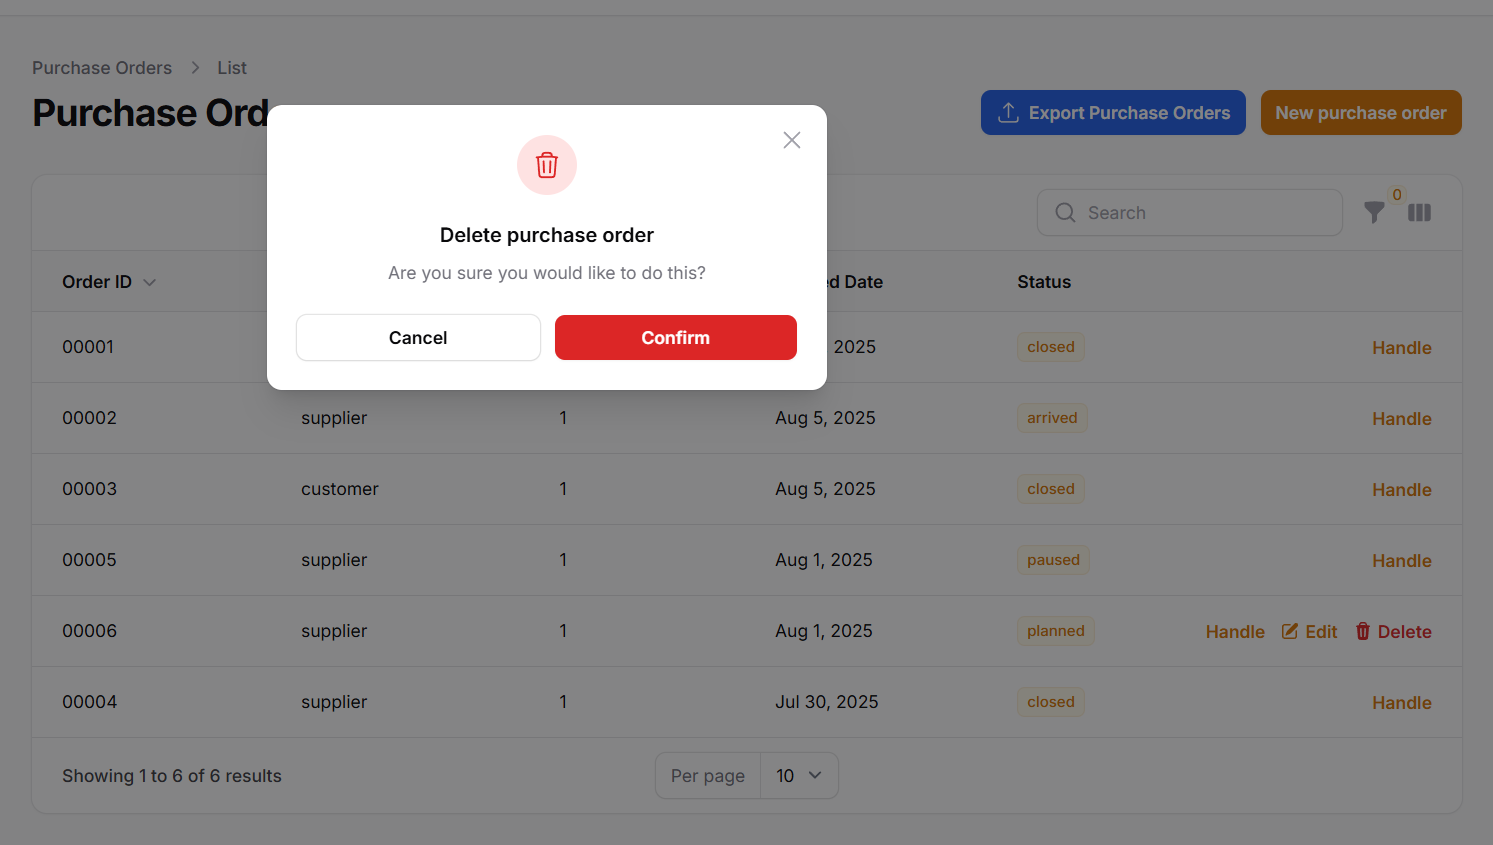 Purchase Orders > List
Purchase Ord
Export Purchase Orders
New purchase order
Delete purchase order
Are you sure you would like to do this?
Cancel
Confirm
Search
0
Order ID
d Date
Status
00001
2025
closed
Handle
00002
supplier
1
Aug 5, 2025
arrived
Handle
00003
customer
1
Aug 5, 2025
closed
Handle
00005
supplier
1
Aug 1, 2025
paused
Handle
00006
supplier
1
Aug 1, 2025
planned
Handle
Edit
Delete
00004
supplier
1
Jul 30, 2025
closed
Handle
Showing 1 to 6 of 6 results
Per page
10